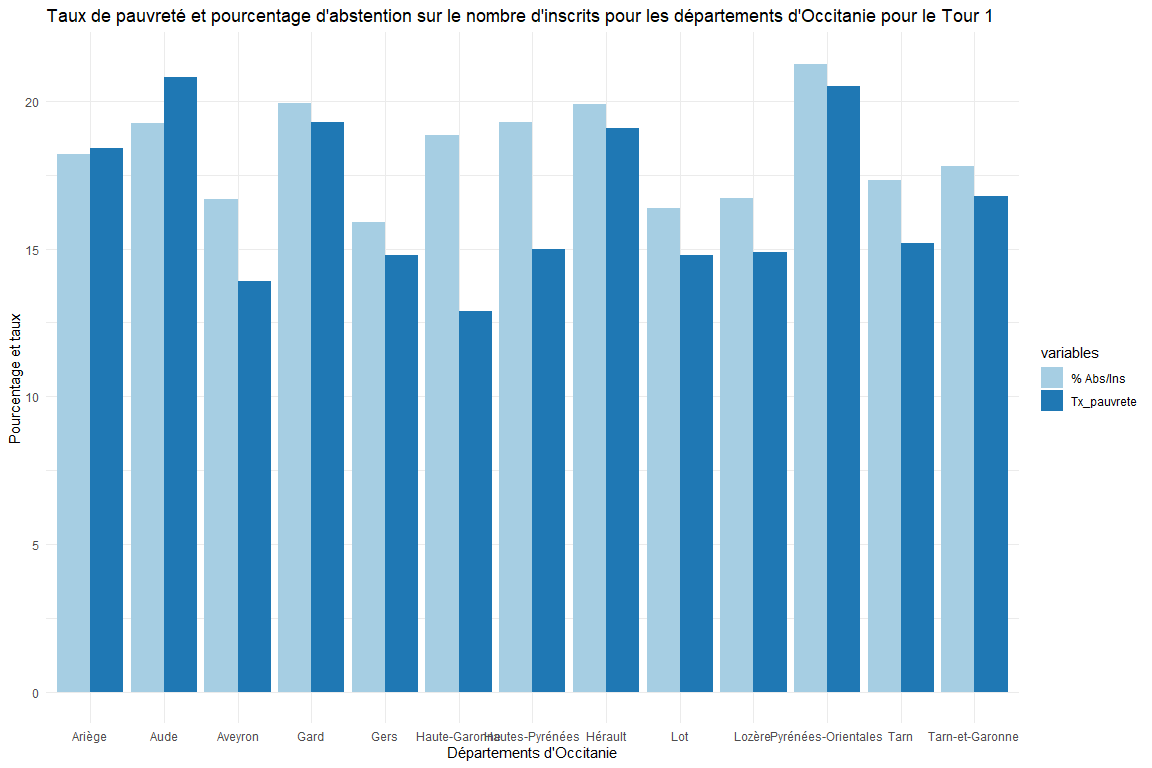 Taux de pauvreté et pourcentage d'abstention sur le nombre d'inscrits pour les départements d'Occitanie pour le Tour 1
Pourcentage et taux
20
15
10
5
0
Ariège Aude Aveyron Gard Gers Haute-Garonne Hautes-Pyrénées Hérault Lot Lozère Pyrénées-Orientales Tarn Tarn-et-Garonne
Départements d'Occitanie
variables
% Abs/Ins
Tx_pauvrete